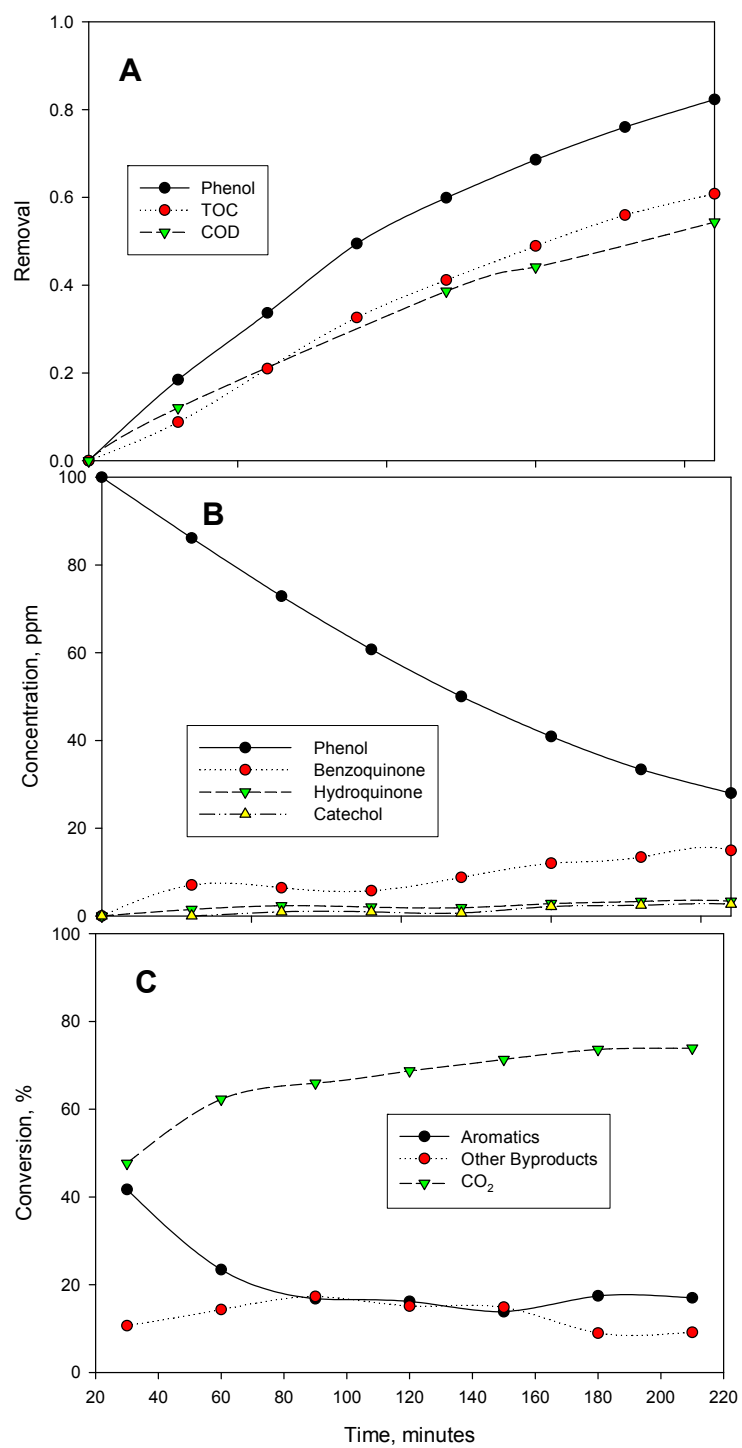 1.0
A
0.8
Phenol
TOC
COD
0.6
Removal
0.4
0.2
0.0
100
B
80
60
Concentration, ppm
40
Phenol
Benzoquinone
Hydroquinone
Catechol
20
0
100
C
80
60
Conversion, %
Aromatics
Other Byproducts
CO₂
40
20
0
20 40 60 80 100 120 140 160 180 200 220
Time, minutes